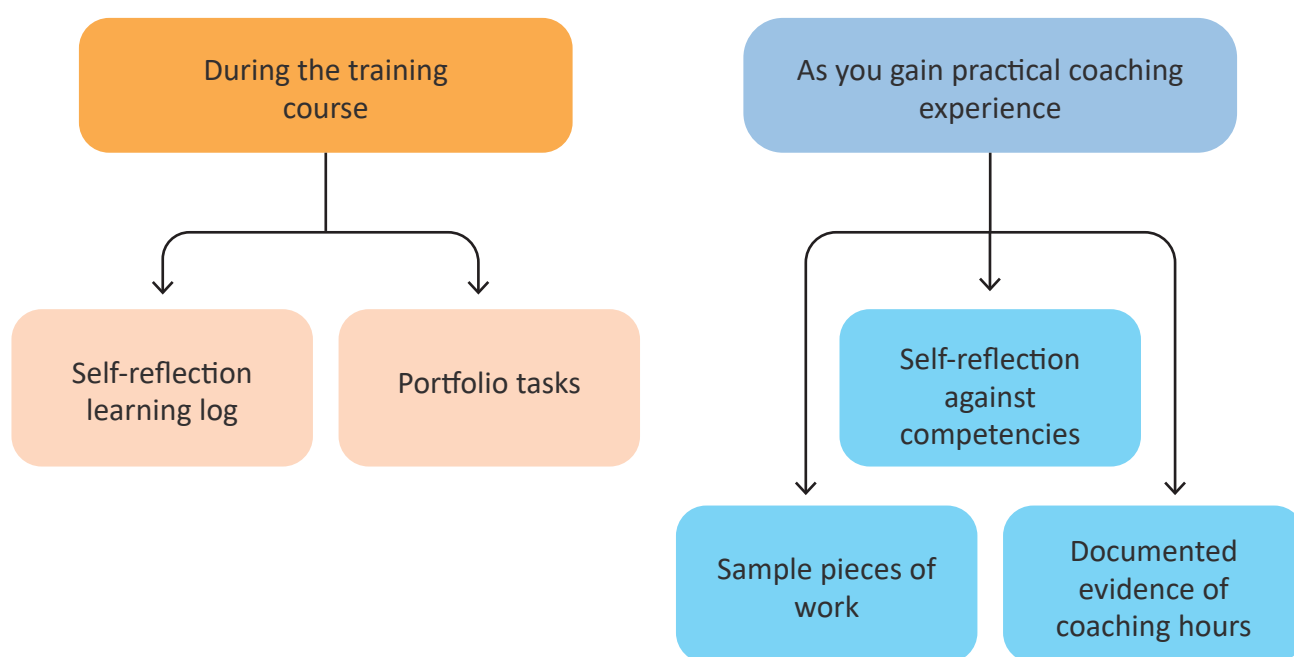 During the training
course
As you gain practical coaching
experience
Self-reflection
learning log
Portfolio tasks
Self-reflection
against
competencies
Sample pieces of
work
Documented
evidence of
coaching hours